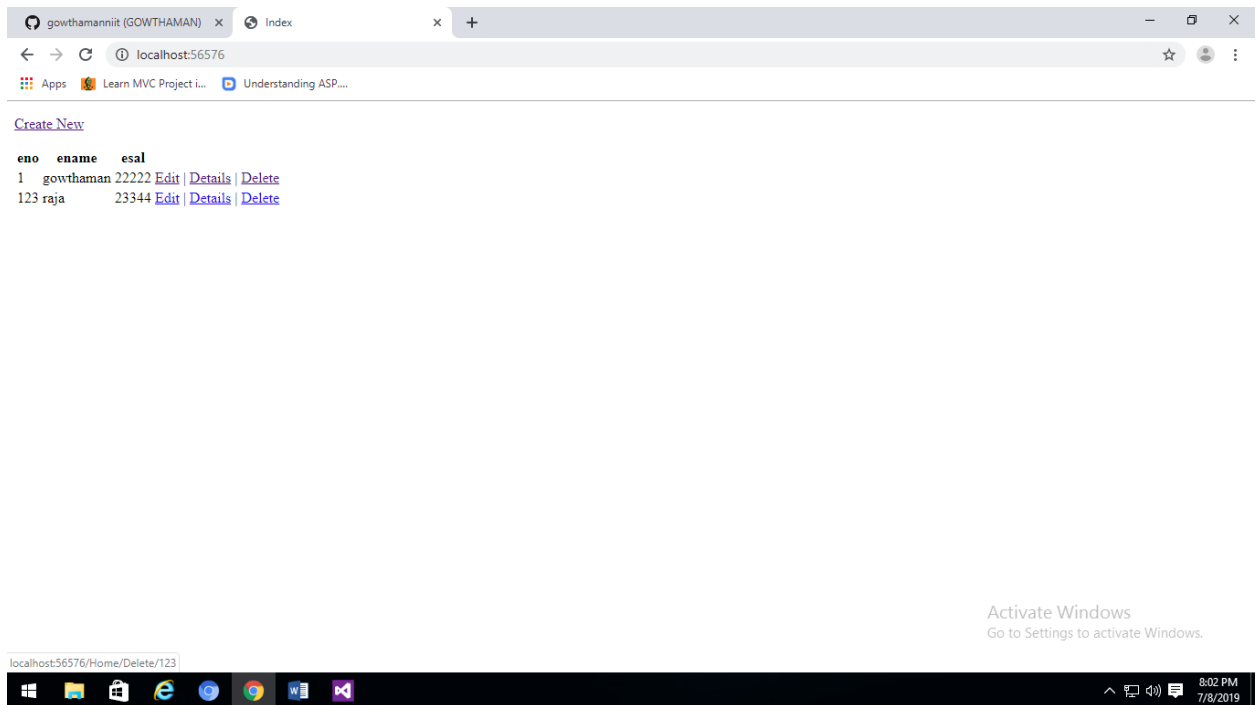 gowthamanniit (GOWTHAMAN)
Index
localhost:56576
Apps Learn MVC Project i... Understanding ASP....
Create New
eno ename esal
1 gowthaman 22222 Edit | Details | Delete
123 raja 23344 Edit | Details | Delete
Activate Windows
Go to Settings to activate Windows.
localhost:56576/Home/Delete/123
8:02 PM
7/8/2019